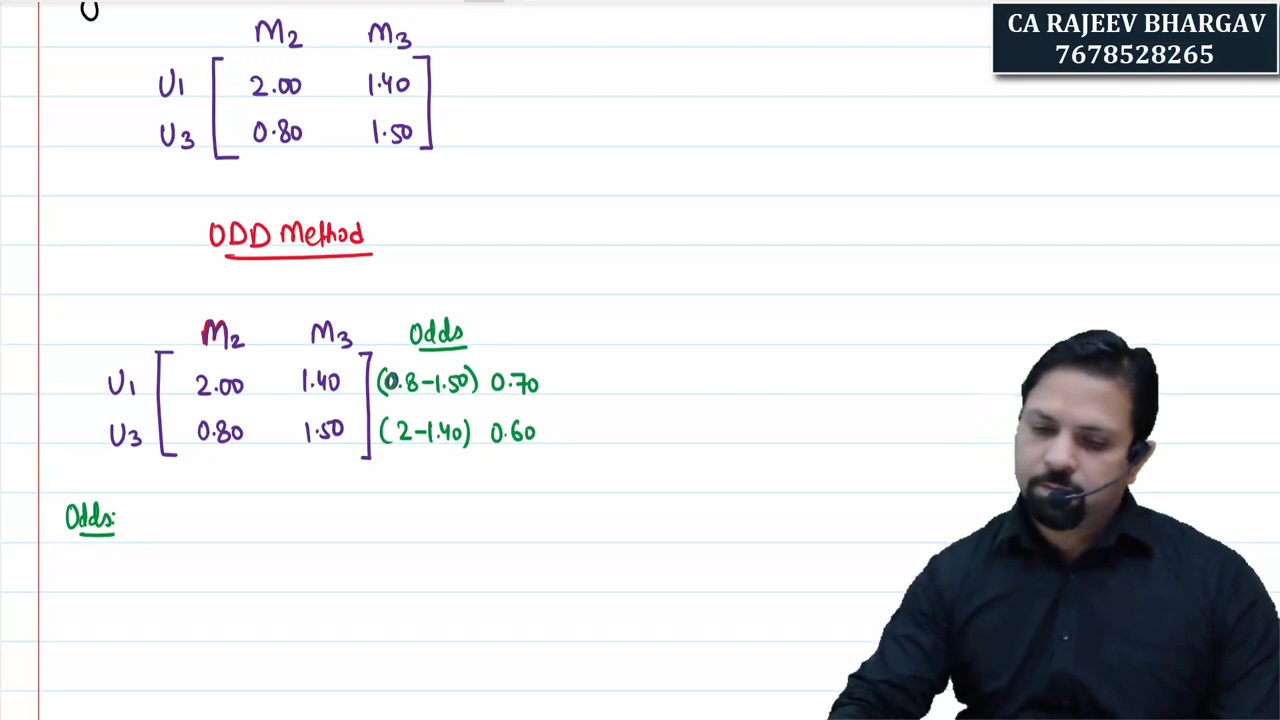 CA RAJEEV BHARGAV
7678528265
M2 M3
U1 2.00 1.40
U3 0.80 1.50
ODD Method
M2 M3 Odds
U1 2.00 1.40 (0.8-1.50) 0.70
U3 0.80 1.50 (2-1.40) 0.60
Odds: